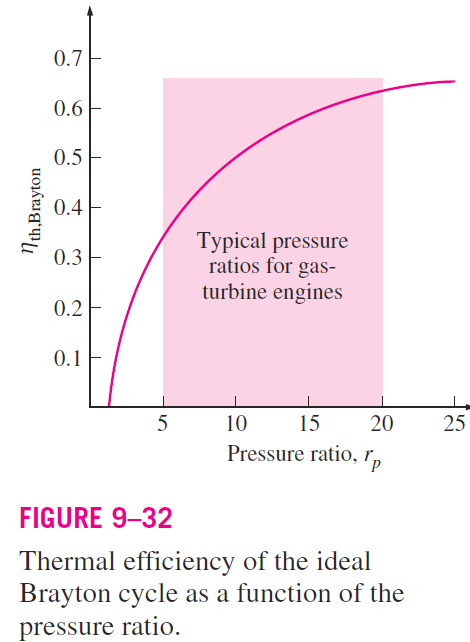 0.7
0.6
0.5
0.4
0.3
0.2
0.1
ηth,Brayton
Typical pressure
ratios for gas-
turbine engines
5 10 15 20 25
Pressure ratio, rp
FIGURE 9–32
Thermal efficiency of the ideal
Brayton cycle as a function of the
pressure ratio.